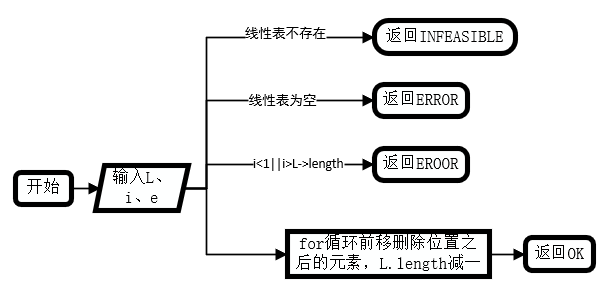 线性表不存在
返回INFEASIBLE
线性表为空
返回ERROR
i<1||i>L->length
返回EROOR
开始
输入L、
i、e
for循环前移删除位置之
后的元素，L.length减一
返回OK